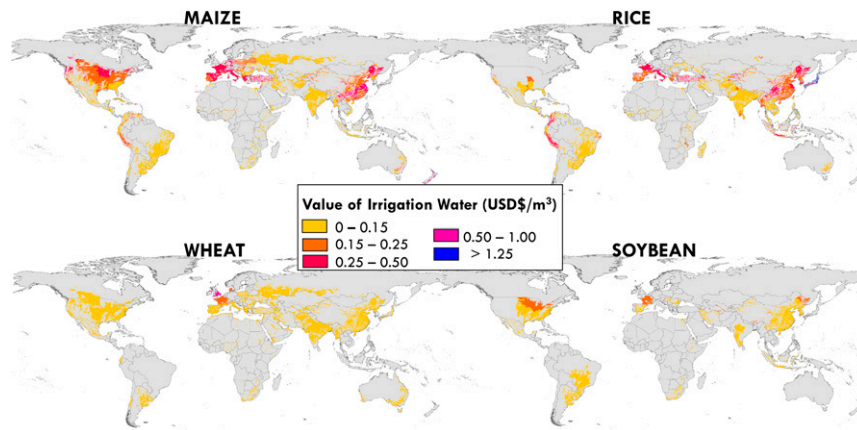 MAIZE
RICE
Value of Irrigation Water (USD$/m³)
0 – 0.15
0.15 – 0.25
0.25 – 0.50
0.50 – 1.00
> 1.25
WHEAT
SOYBEAN